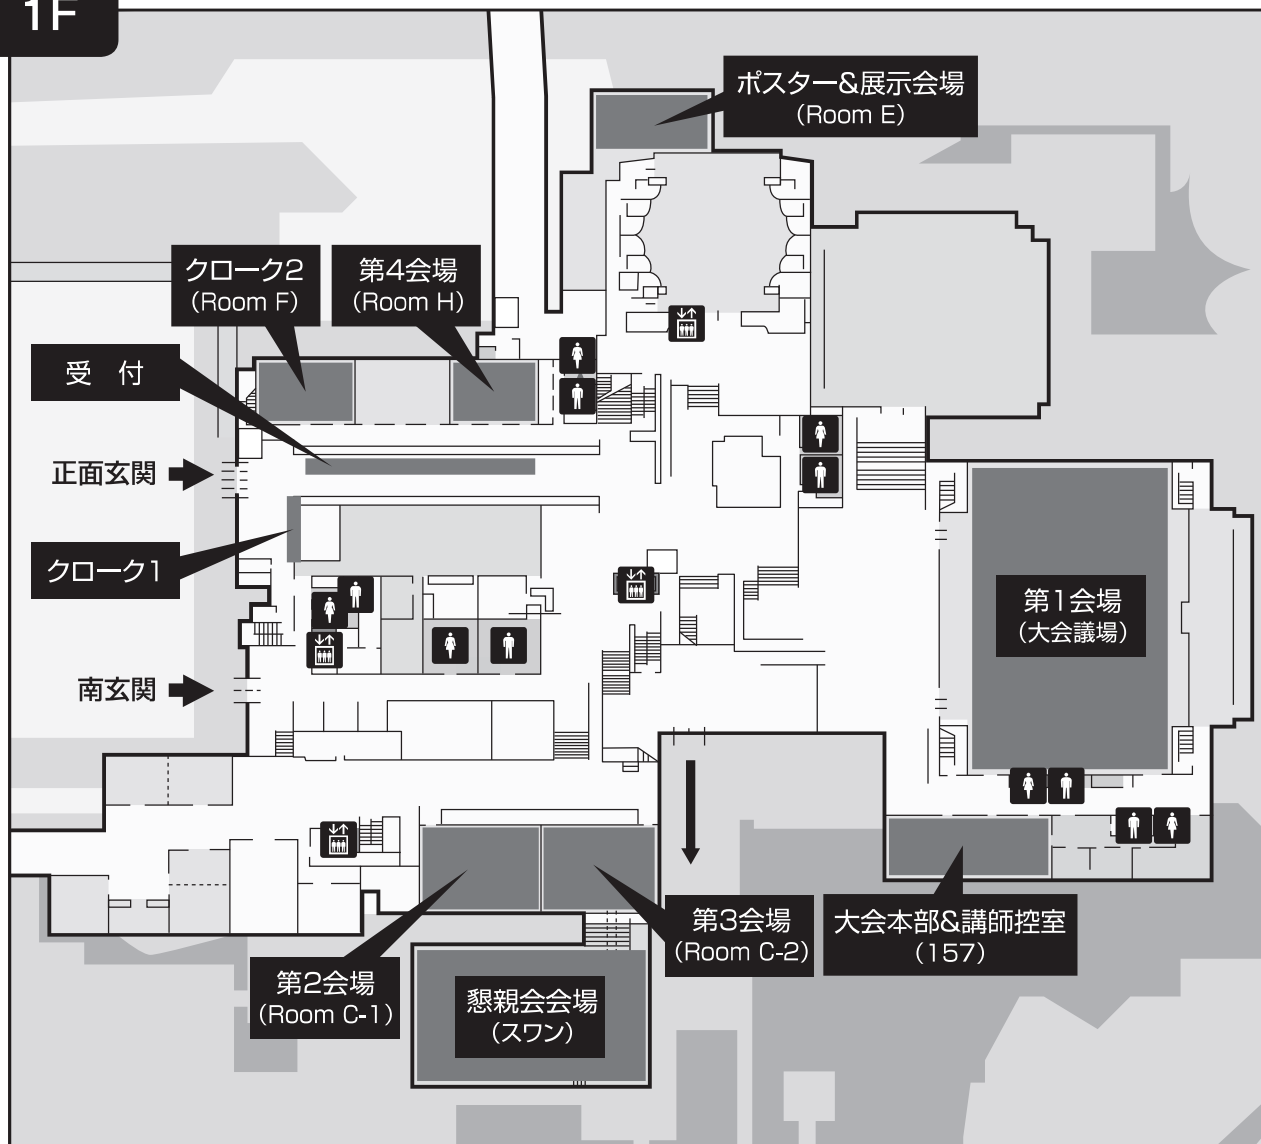 1F
ポスター&展示会場
(Room E)
クローク2
(Room F)
第4会場
(Room H)
受 付
正面玄関
クローク1
第1会場
(大会議場)
南玄関
第3会場
(Room C-2)
大会本部&講師控室
(157)
第2会場
(Room C-1)
懇親会会場
(スワン)